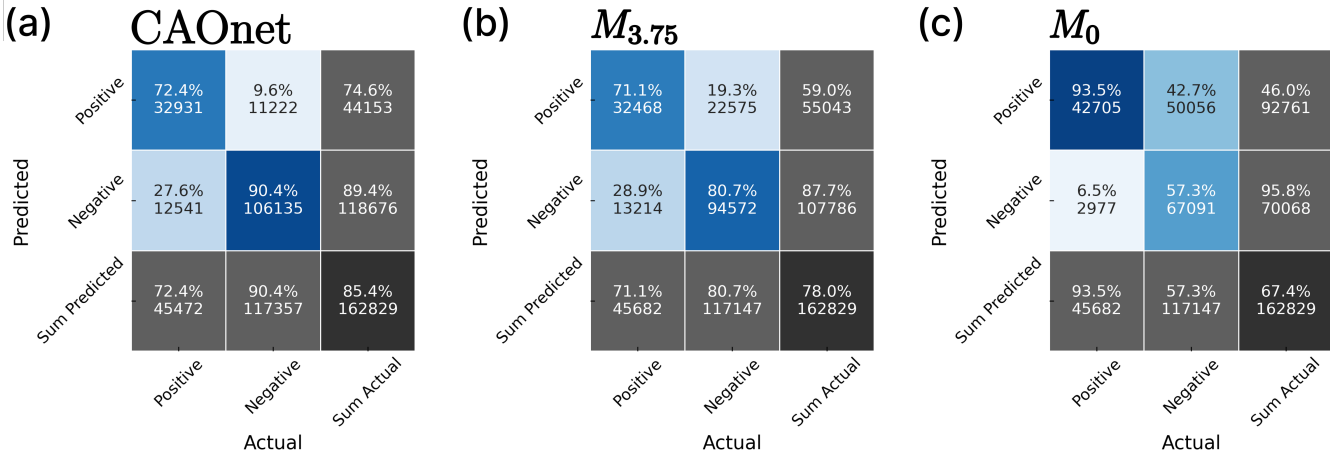 (a) CAOnet
Predicted
Positive
72.4% 9.6% 74.6%
32931 11222 44153
Negative
27.6% 90.4% 89.4%
12541 106135 118676
Sum Predicted
72.4% 90.4% 85.4%
45472 117357 162829
Positive Negative Sum Actual
Actual
(b) M3.75
Predicted
Positive
71.1% 19.3% 59.0%
32468 22575 55043
Negative
28.9% 80.7% 87.7%
13214 94572 107786
Sum Predicted
71.1% 80.7% 78.0%
45682 117147 162829
Positive Negative Sum Actual
Actual
(c) M0
Predicted
Positive
93.5% 42.7% 46.0%
42705 50056 92761
Negative
6.5% 57.3% 95.8%
2977 67091 70068
Sum Predicted
93.5% 57.3% 67.4%
45682 117147 162829
Positive Negative Sum Actual
Actual